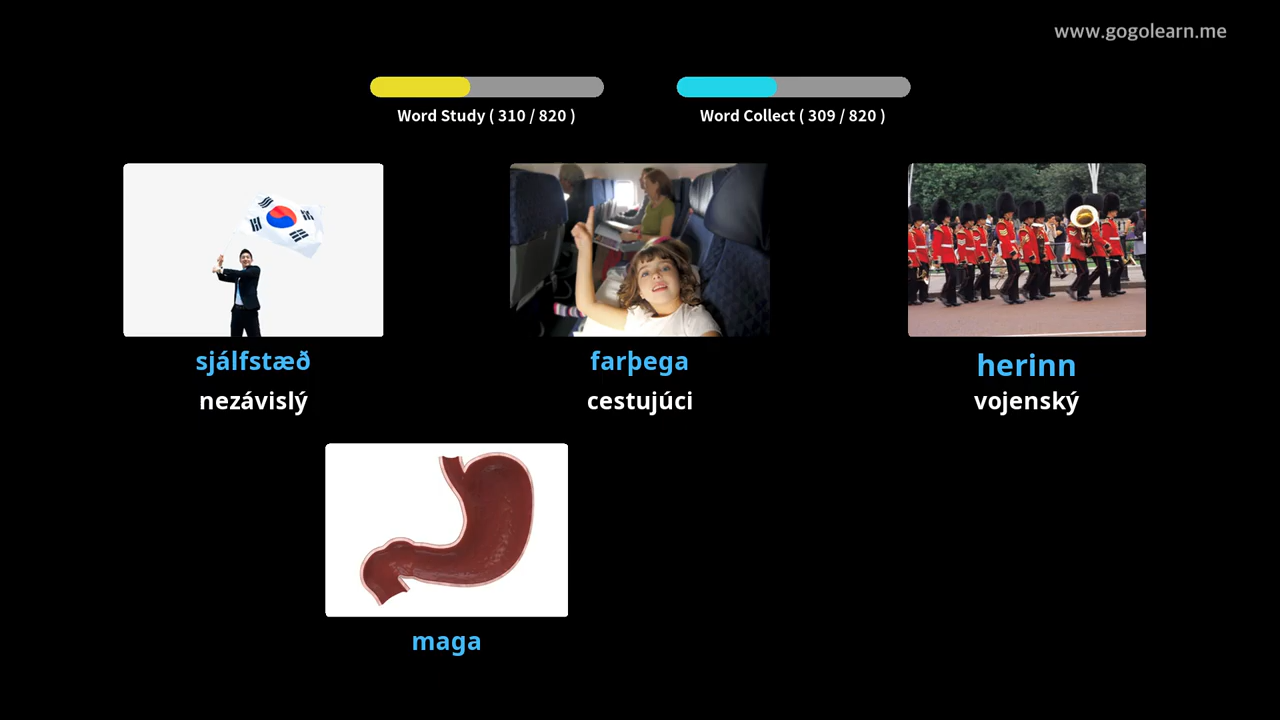 www.gogolearn.me
Word Study ( 310 / 820 )
Word Collect ( 309 / 820 )
sjálfstæð
farþega
herinn
nezávislý
cestujúci
vojenský
maga